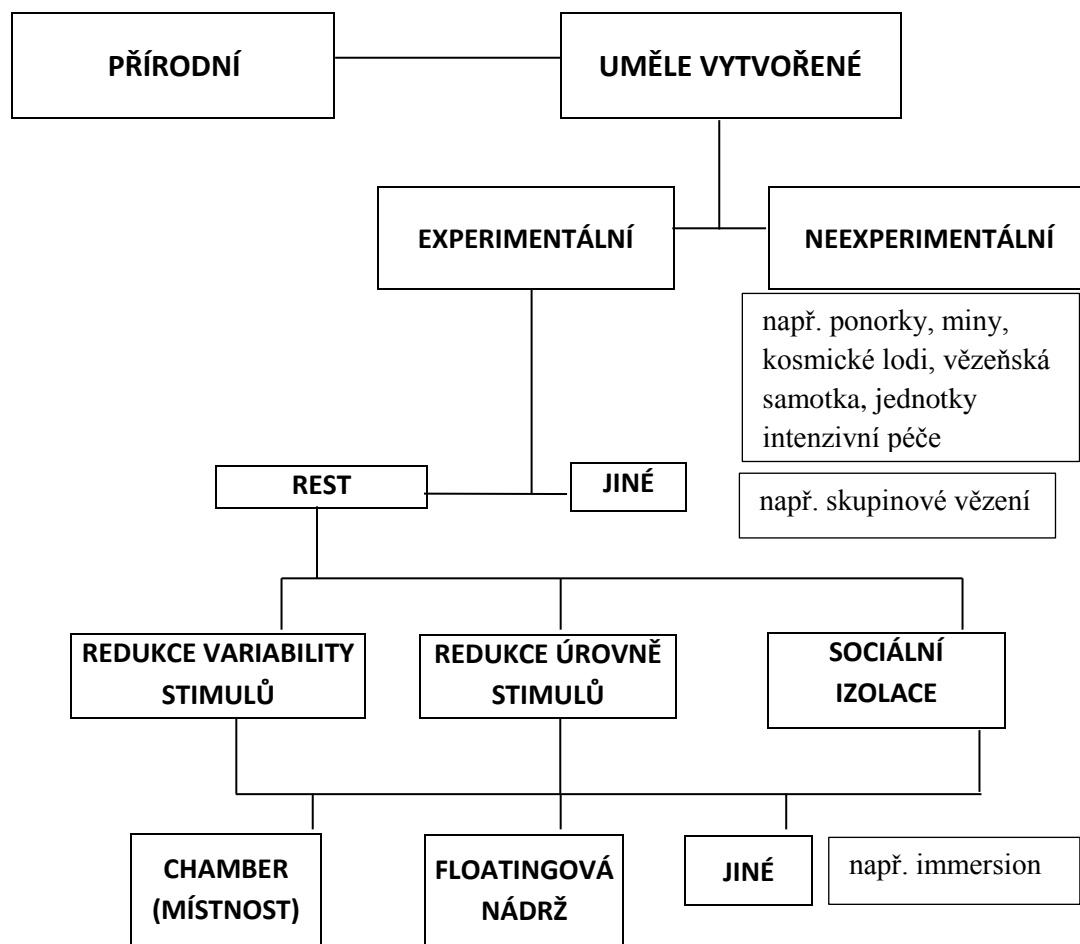 PŘÍRODNÍ
UMĚLE VYTVOŘENÉ
EXPERIMENTÁLNÍ
NEEXPERIMENTÁLNÍ
např. ponorky, miny,
kosmické lodi, vězeňská
samotka, jednotky
intenzivní péče
REST
JINÉ
např. skupinové vězení
REDUKCE VARIABILITY
STIMULŮ
REDUKCE ÚROVNĚ
STIMULŮ
SOCIÁLNÍ
IZOLACE
CHAMBER
(MÍSTNOST)
FLOATINGOVÁ
NÁDRŽ
JINÉ
např. immersion